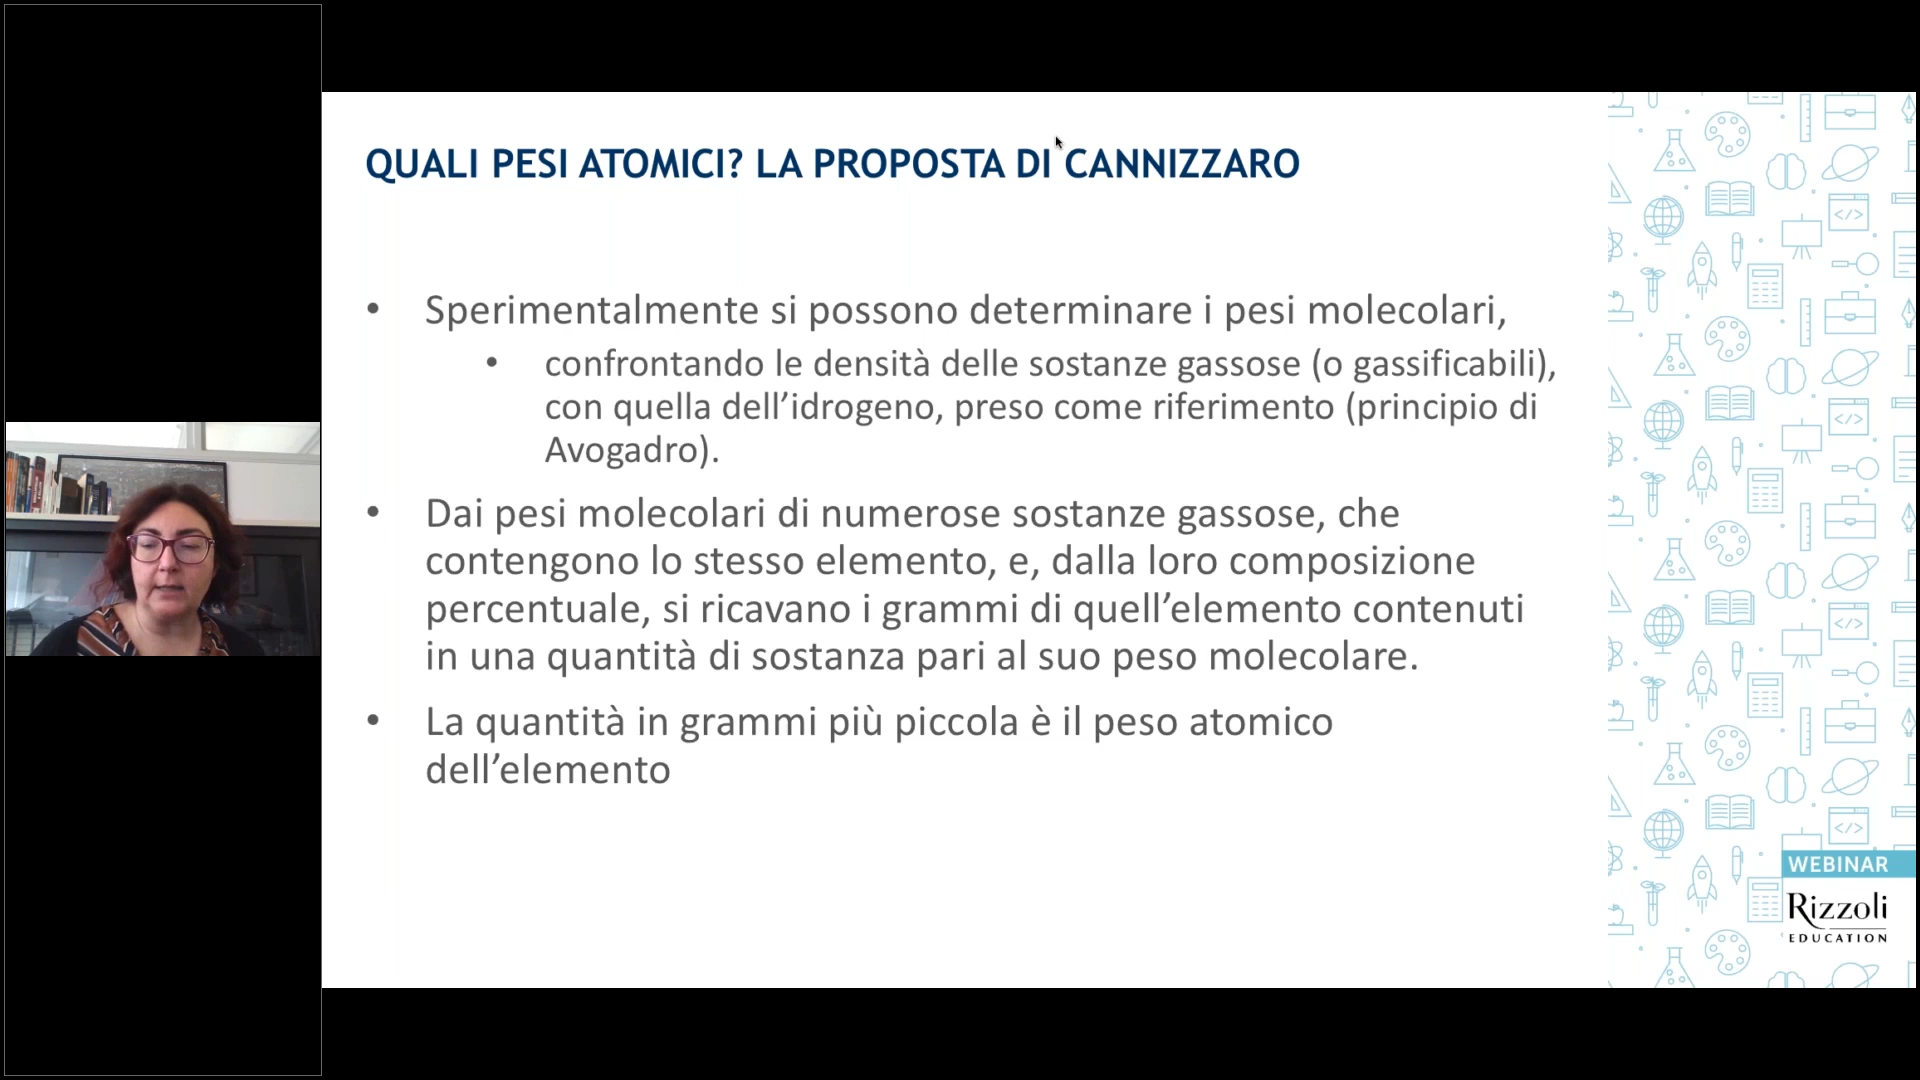 QUALI PESI ATOMICI? LA PROPOSTA DI CANNIZZARO
• Sperimentalmente si possono determinare i pesi molecolari,
• confrontando le densità delle sostanze gassose (o gassificabili),
con quella dell’idrogeno, preso come riferimento (principio di
Avogadro).
• Dai pesi molecolari di numerose sostanze gassose, che
contengono lo stesso elemento, e, dalla loro composizione
percentuale, si ricavano i grammi di quell’elemento contenuti
in una quantità di sostanza pari al suo peso molecolare.
• La quantità in grammi più piccola è il peso atomico
dell’elemento
WEBINAR
Rizzoli
EDUCATION